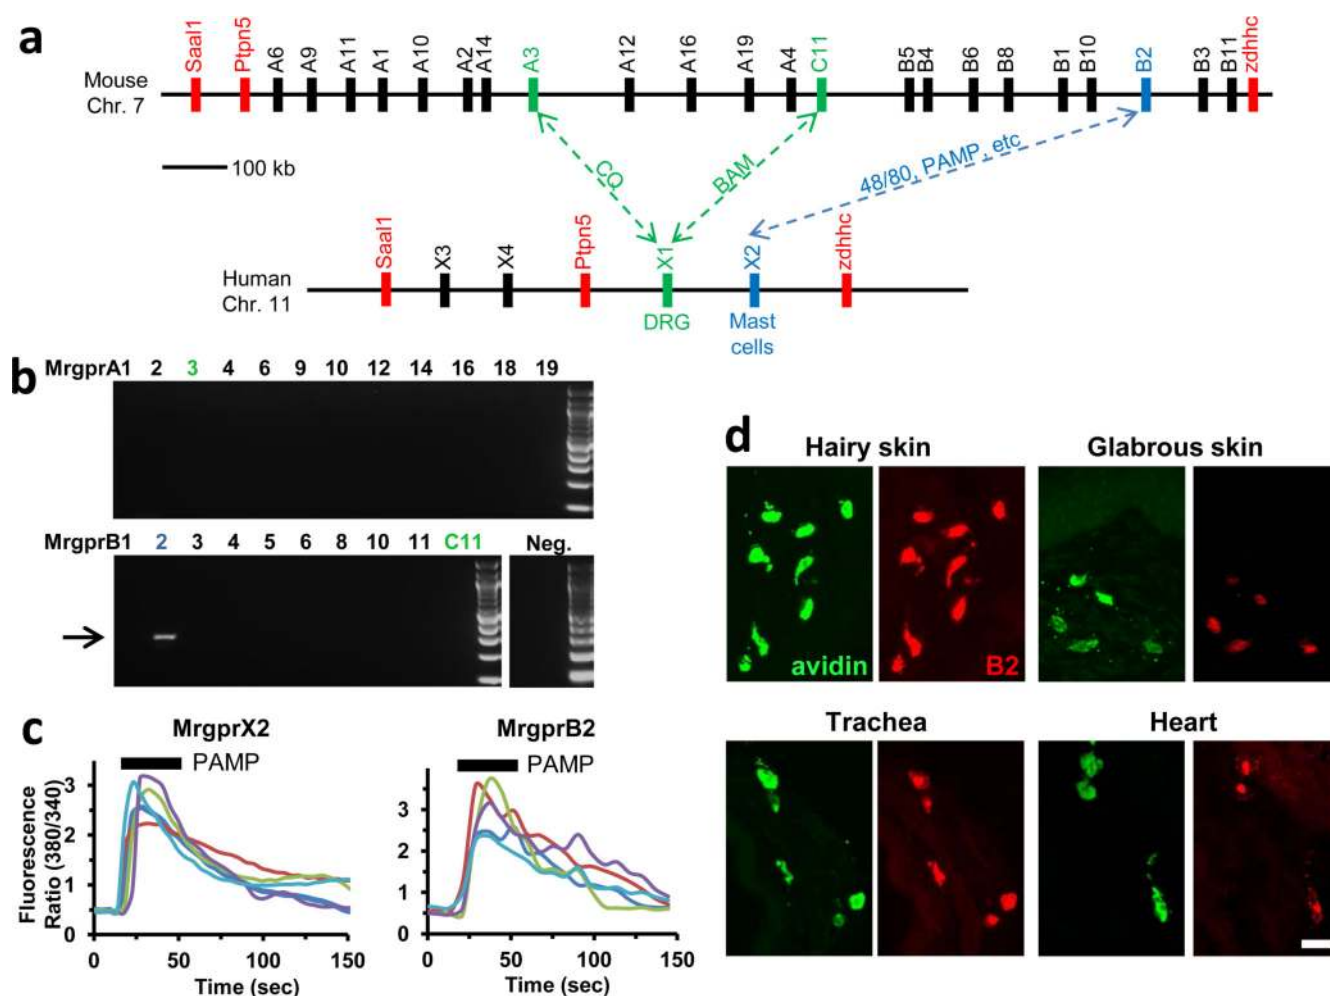 a
Mouse
Chr. 7
Saal1
Ptpn5
A6
A9
A11
A1
A10
A2
A14
A3
A12
A16
A19
A4
C11
B5
B4
B6
B8
B1
B10
B2
B3
B11
zdhhc
100 kb
CQ
BAM
48/80, PAMP, etc
Human
Chr. 11
Saal1
X3
X4
Ptpn5
X1
X2
zdhhc
DRG
Mast
cells
b
MrgprA1 2 3 4 6 9 10 12 14 16 18 19
MrgprB1 2 3 4 5 6 8 10 11 C11 Neg.
c
MrgprX2
PAMP
Fluorescence
Ratio (380/340)
3
2
1
0
0 50 100 150
Time (sec)
MrgprB2
PAMP
3
2
1
0
0 50 100 150
Time (sec)
d
Hairy skin
Glabrous skin
avidin
B2
Trachea
Heart